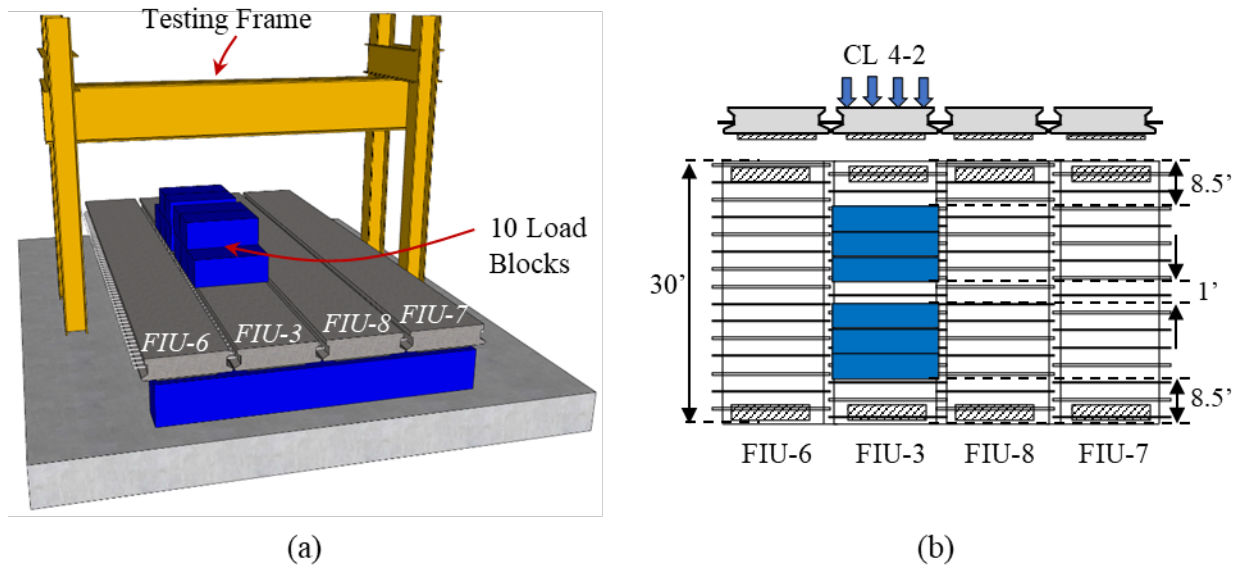 Testing Frame
10 Load
Blocks
FIU-6
FIU-3
FIU-8
FIU-7
(a)
CL 4-2
8.5’
30’
1’
8.5’
FIU-6
FIU-3
FIU-8
FIU-7
(b)